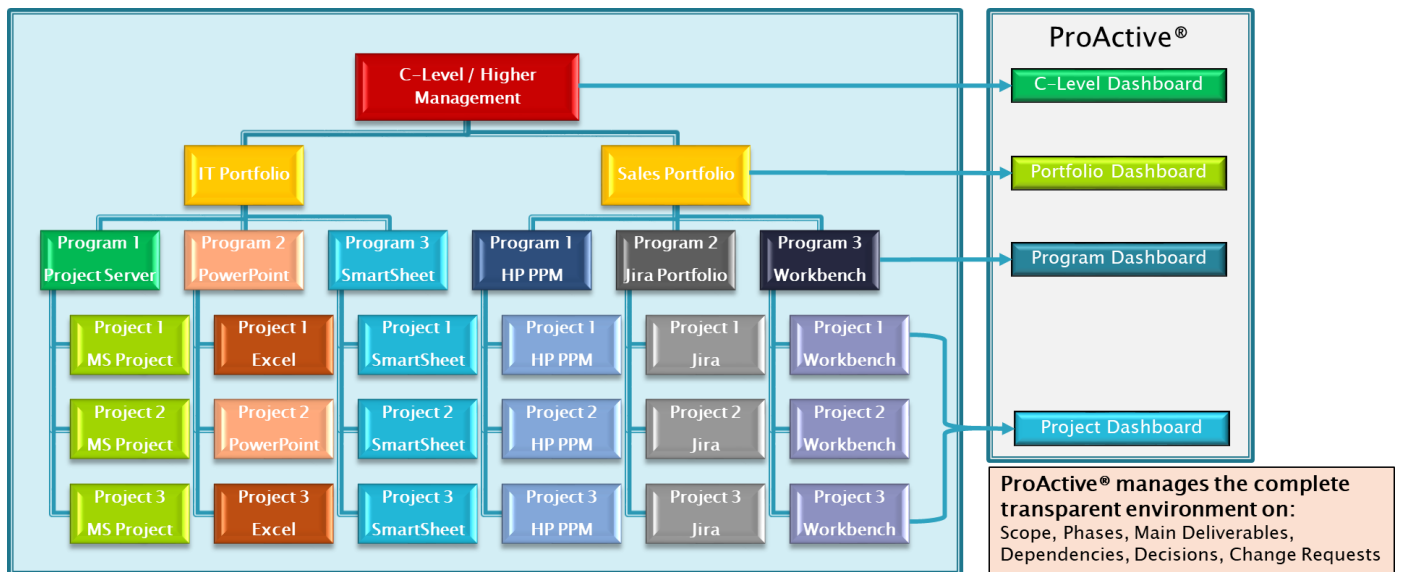 ProActive®
C-Level / Higher
Management
C-Level Dashboard
IT Portfolio
Sales Portfolio
Portfolio Dashboard
Program 1
Project Server
Program 2
PowerPoint
Program 3
SmartSheet
Program 1
HP PPM
Program 2
Jira Portfolio
Program 3
Workbench
Program Dashboard
Project 1
MS Project
Project 1
Excel
Project 1
SmartSheet
Project 1
HP PPM
Project 1
Jira
Project 1
Workbench
Project 2
MS Project
Project 2
PowerPoint
Project 2
SmartSheet
Project 2
HP PPM
Project 2
Jira
Project 2
Workbench
Project Dashboard
Project 3
MS Project
Project 3
Excel
Project 3
SmartSheet
Project 3
HP PPM
Project 3
Jira
Project 3
Workbench
ProActive® manages the complete
transparent environment on:
Scope, Phases, Main Deliverables,
Dependencies, Decisions, Change Requests